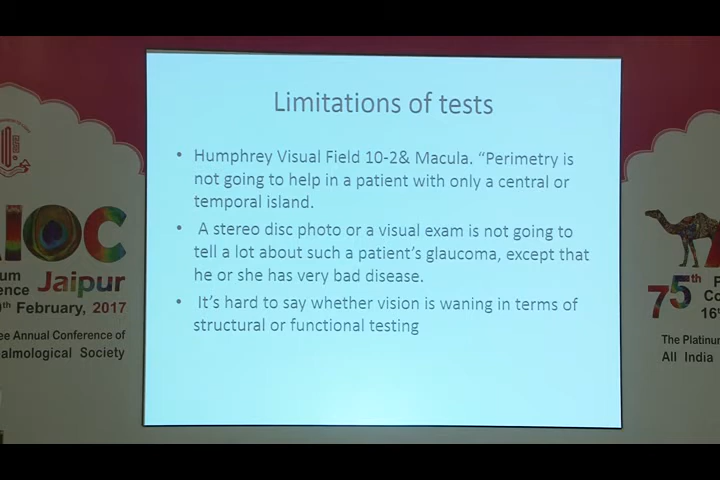 Limitations of tests
• Humphrey Visual Field 10-2& Macula. “Perimetry is
not going to help in a patient with only a central or
temporal island.
• A stereo disc photo or a visual exam is not going to
tell a lot about such a patient’s glaucoma, except that
he or she has very bad disease.
• It’s hard to say whether vision is waning in terms of
structural or functional testing
AIOC
Jaipur
February, 2017
Annual Conference of
Society
75th
16th
The Platinum
All India